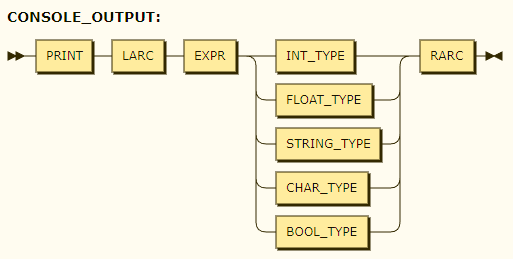 CONSOLE_OUTPUT:
PRINT LARC EXPR INT_TYPE RARC
FLOAT_TYPE
STRING_TYPE
CHAR_TYPE
BOOL_TYPE